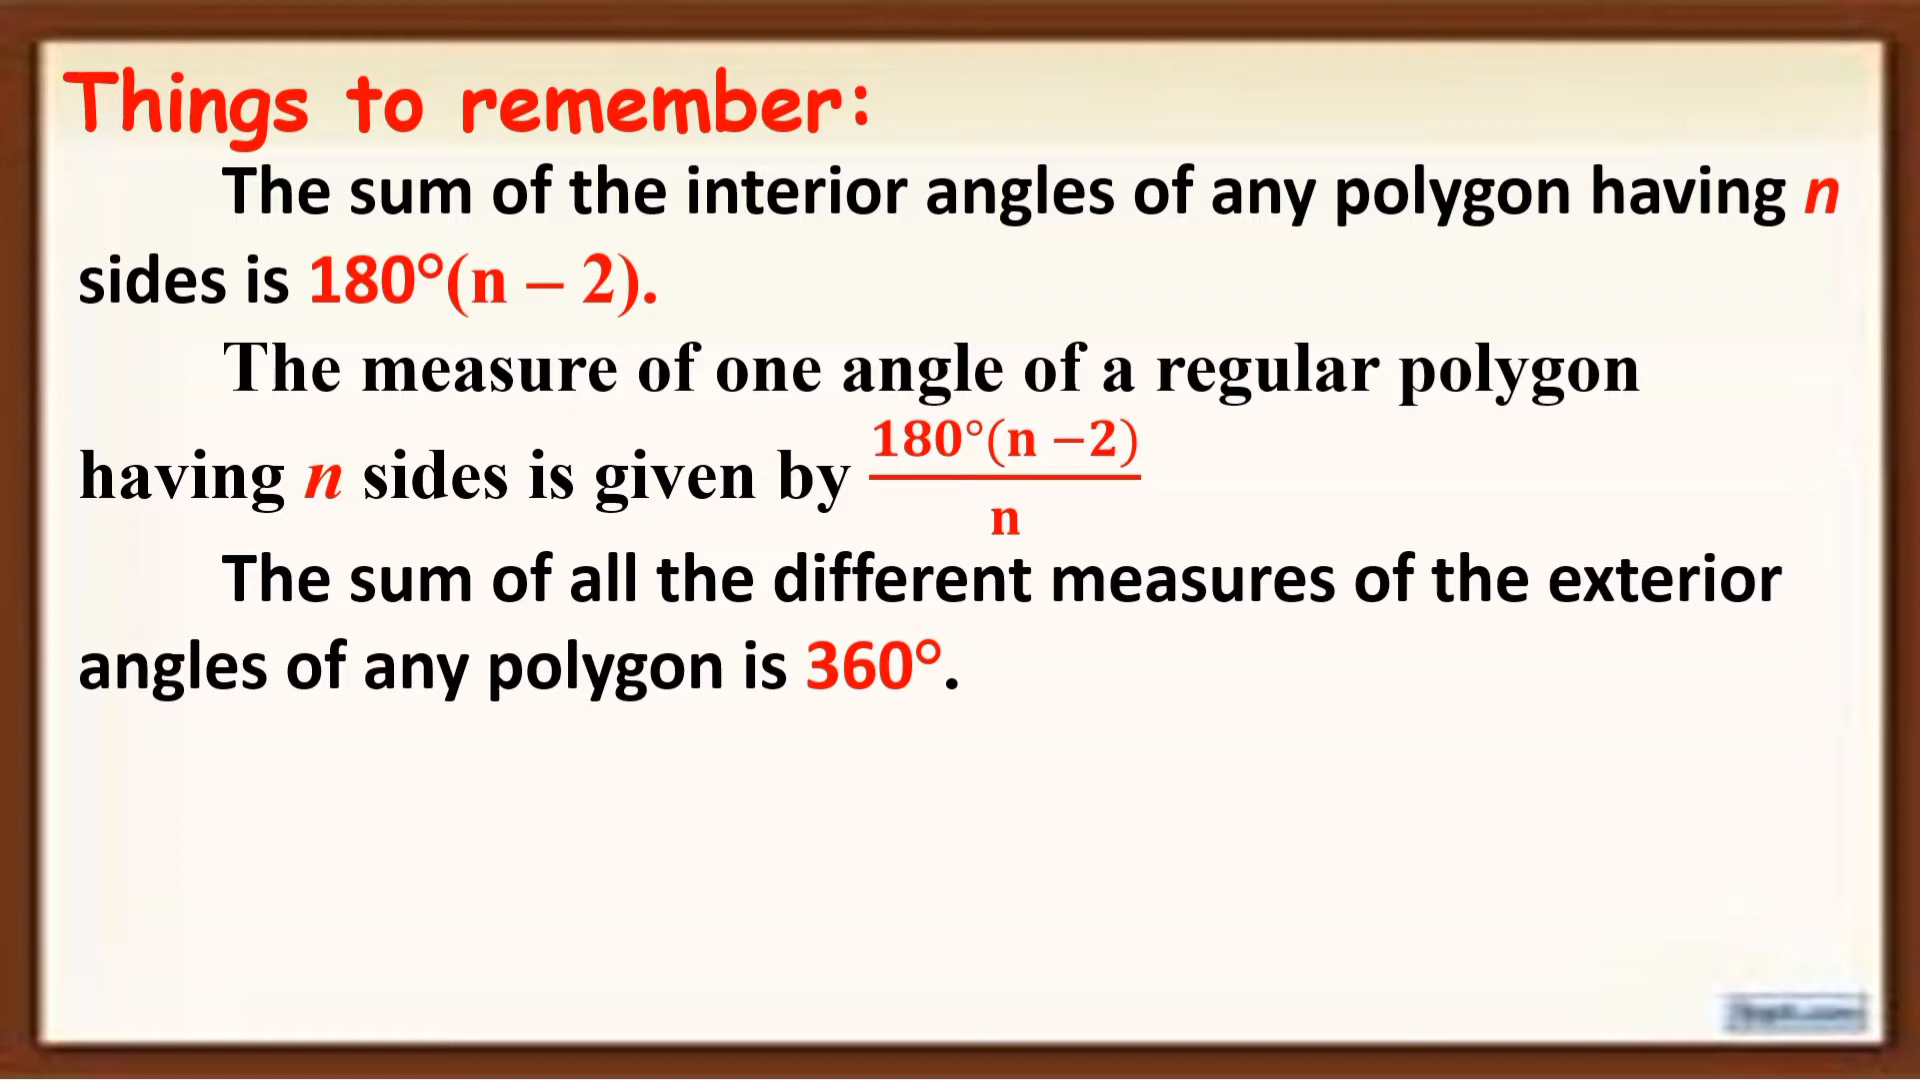 Things to remember:
The sum of the interior angles of any polygon having n
sides is 180°(n – 2).
The measure of one angle of a regular polygon
having n sides is given by 180°(n −2)/n
The sum of all the different measures of the exterior
angles of any polygon is 360°.